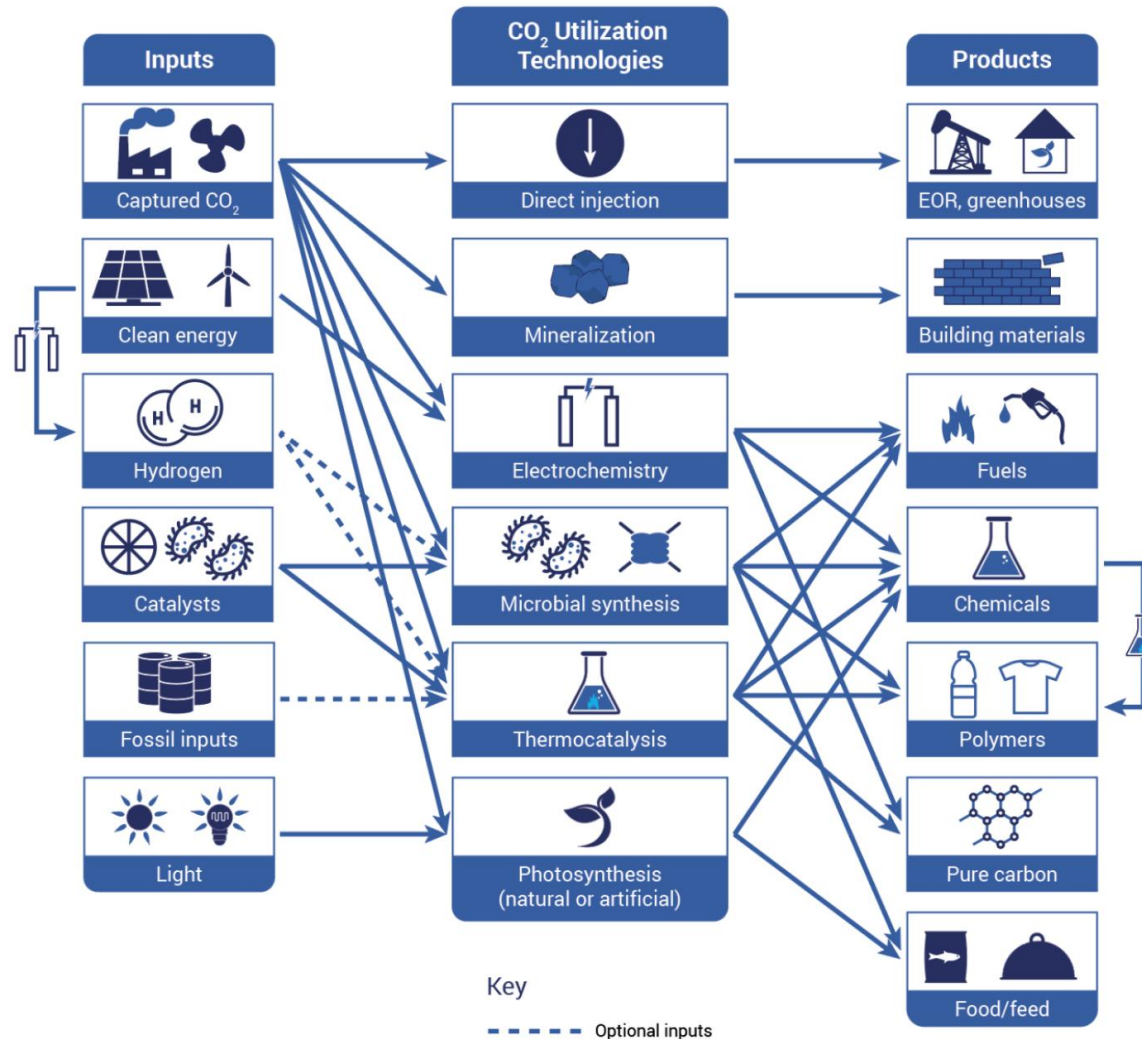 Inputs
CO₂ Utilization
Technologies
Products
Captured CO₂
Direct injection
EOR, greenhouses
Clean energy
Mineralization
Building materials
H H
Hydrogen
Electrochemistry
Fuels
Catalysts
Microbial synthesis
Chemicals
Fossil inputs
Thermocatalysis
Polymers
Light
Photosynthesis
(natural or artificial)
Pure carbon
Food/feed
Key
Optional inputs